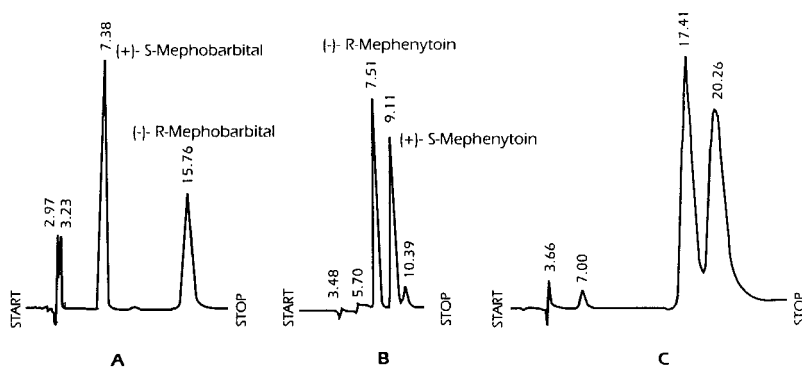 7.38
(+)- S-Mephobarbital
(-)- R-Mephobarbital
15.76
2.97
3.23
START
STOP
A
(-)- R-Mephenytoin
7.51
9.11
(+)- S-Mephenytoin
3.48
5.70
10.39
START
STOP
B
17.41
20.26
3.66
7.00
START
STOP
C